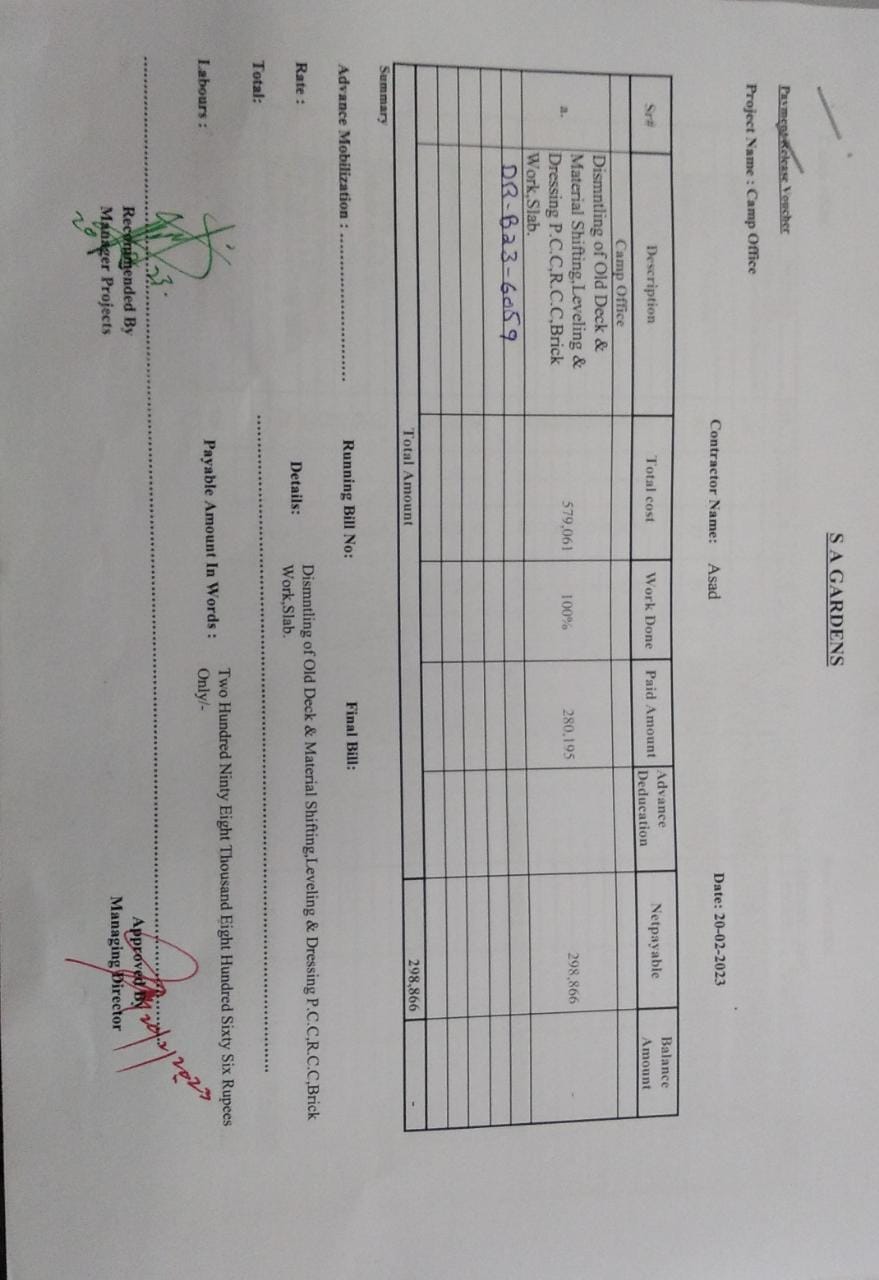 S A GARDENS
Payment Release Voucher
Project Name : Camp Office
Contractor Name: Asad
Date: 20-02-2023
Sr# Description Total cost Work Done Paid Amount Advance Deducation Netpayable Balance Amount
Camp Office
a. Dismntling of Old Deck & Material Shifting,Leveling & Dressing P.C.C,R.C.C,Brick Work,Slab. 579,061 100% 280,195 298,866 -
DR-B23-6059
Total Amount 298,866 -
Summary
Advance Mobilization : ........................ Running Bill No: Final Bill:
Rate : Details: Dismntling of Old Deck & Material Shifting,Leveling & Dressing P.C.C,R.C.C,Brick
Work,Slab.
Total:
Labours : Payable Amount In Words : Two Hundred Ninty Eight Thousand Eight Hundred Sixty Six Rupees
Only/-
Recommended By
Manager Projects
Approved By
Managing Director